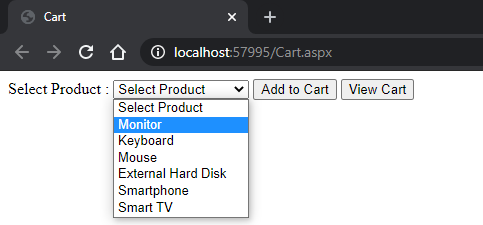 Cart
localhost:57995/Cart.aspx
Select Product : Select Product Add to Cart View Cart
Select Product
Monitor
Keyboard
Mouse
External Hard Disk
Smartphone
Smart TV